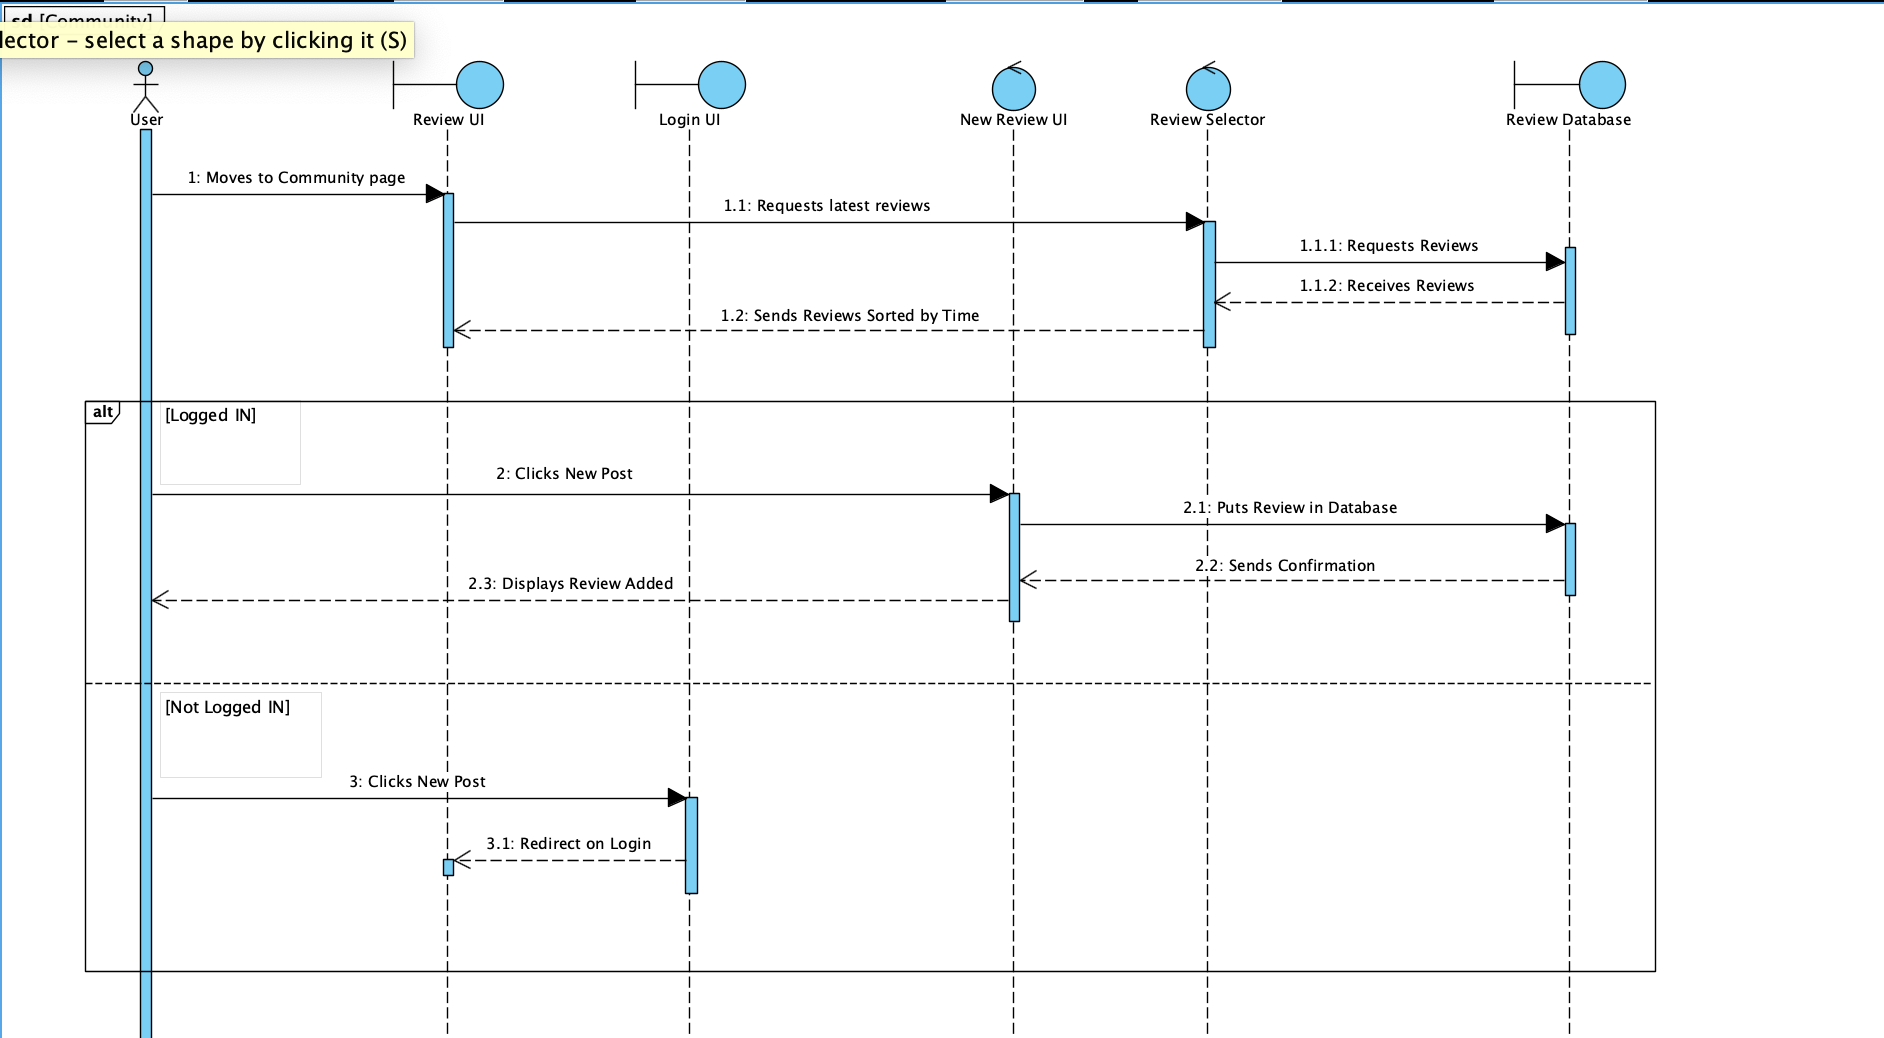 sd [Community]
lector - select a shape by clicking it (S)
User
Review UI
Login UI
New Review UI
Review Selector
Review Database
1: Moves to Community page
1.1: Requests latest reviews
1.1.1: Requests Reviews
1.1.2: Receives Reviews
1.2: Sends Reviews Sorted by Time
alt
[Logged IN]
2: Clicks New Post
2.1: Puts Review in Database
2.2: Sends Confirmation
2.3: Displays Review Added
[Not Logged IN]
3: Clicks New Post
3.1: Redirect on Login